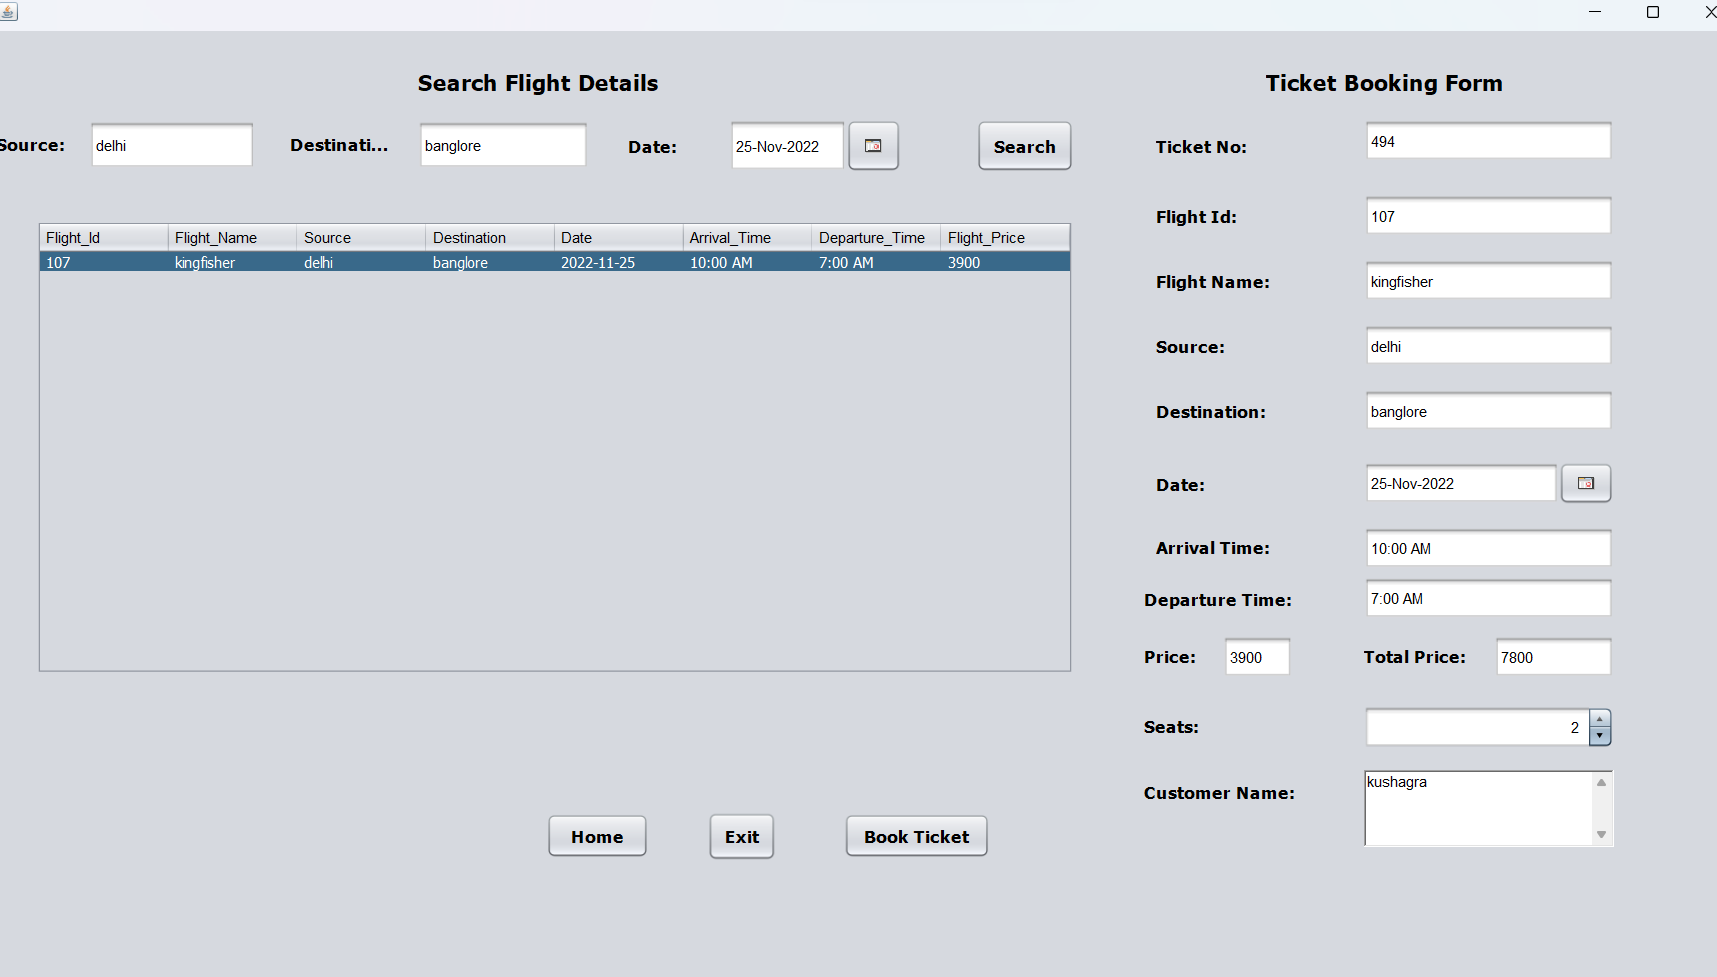 Search Flight Details
Source: delhi Destinati... banglore Date: 25-Nov-2022 Search
Flight_Id Flight_Name Source Destination Date Arrival_Time Departure_Time Flight_Price
107 kingfisher delhi banglore 2022-11-25 10:00 AM 7:00 AM 3900
Home Exit Book Ticket
Ticket Booking Form
Ticket No: 494
Flight Id: 107
Flight Name: kingfisher
Source: delhi
Destination: banglore
Date: 25-Nov-2022
Arrival Time: 10:00 AM
Departure Time: 7:00 AM
Price: 3900 Total Price: 7800
Seats: 2
Customer Name: kushagra